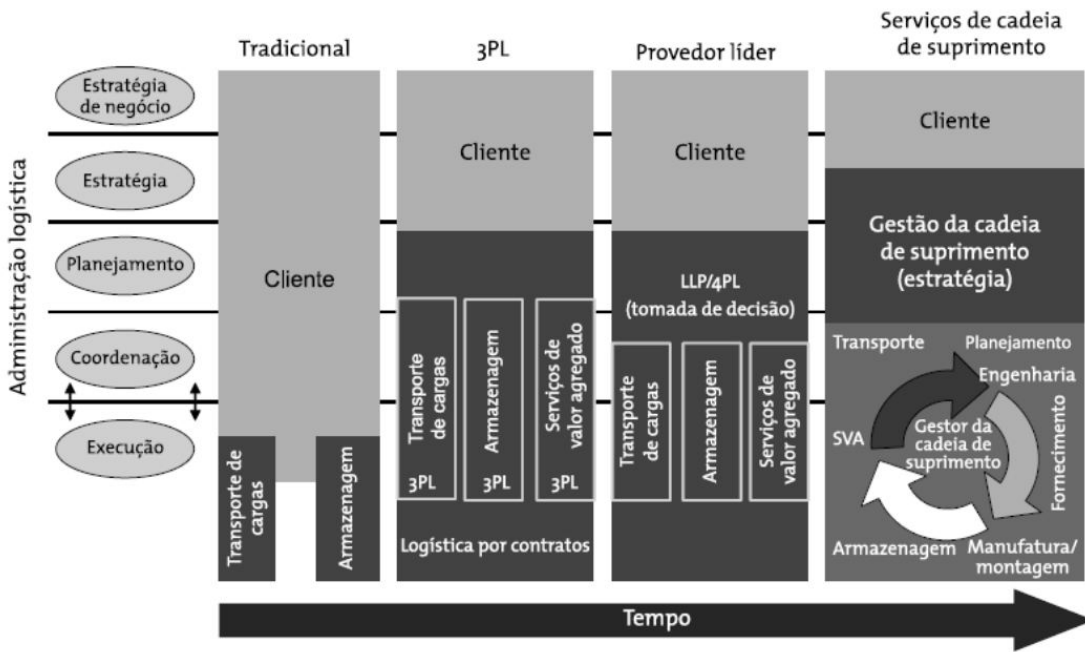 Tradicional
3PL
Provedor líder
Serviços de cadeia
de suprimento
Administração logística
Estratégia
de negócio
Estratégia
Planejamento
Coordenação
Execução
Cliente
Transporte de
cargas
Armazenagem
Cliente
Transporte
de cargas
3PL
Armazenagem
3PL
Serviços de
valor agregado
3PL
Logística por contratos
Cliente
LLP/4PL
(tomada de decisão)
Transporte
de cargas
Armazenagem
Serviços de
valor agregado
Cliente
Gestão da cadeia
de suprimento
(estratégia)
Transporte
Planejamento
Engenharia
SVA
Gestor da
cadeia de
suprimento
Fornecimento
Armazenagem
Manufatura/
montagem
Tempo